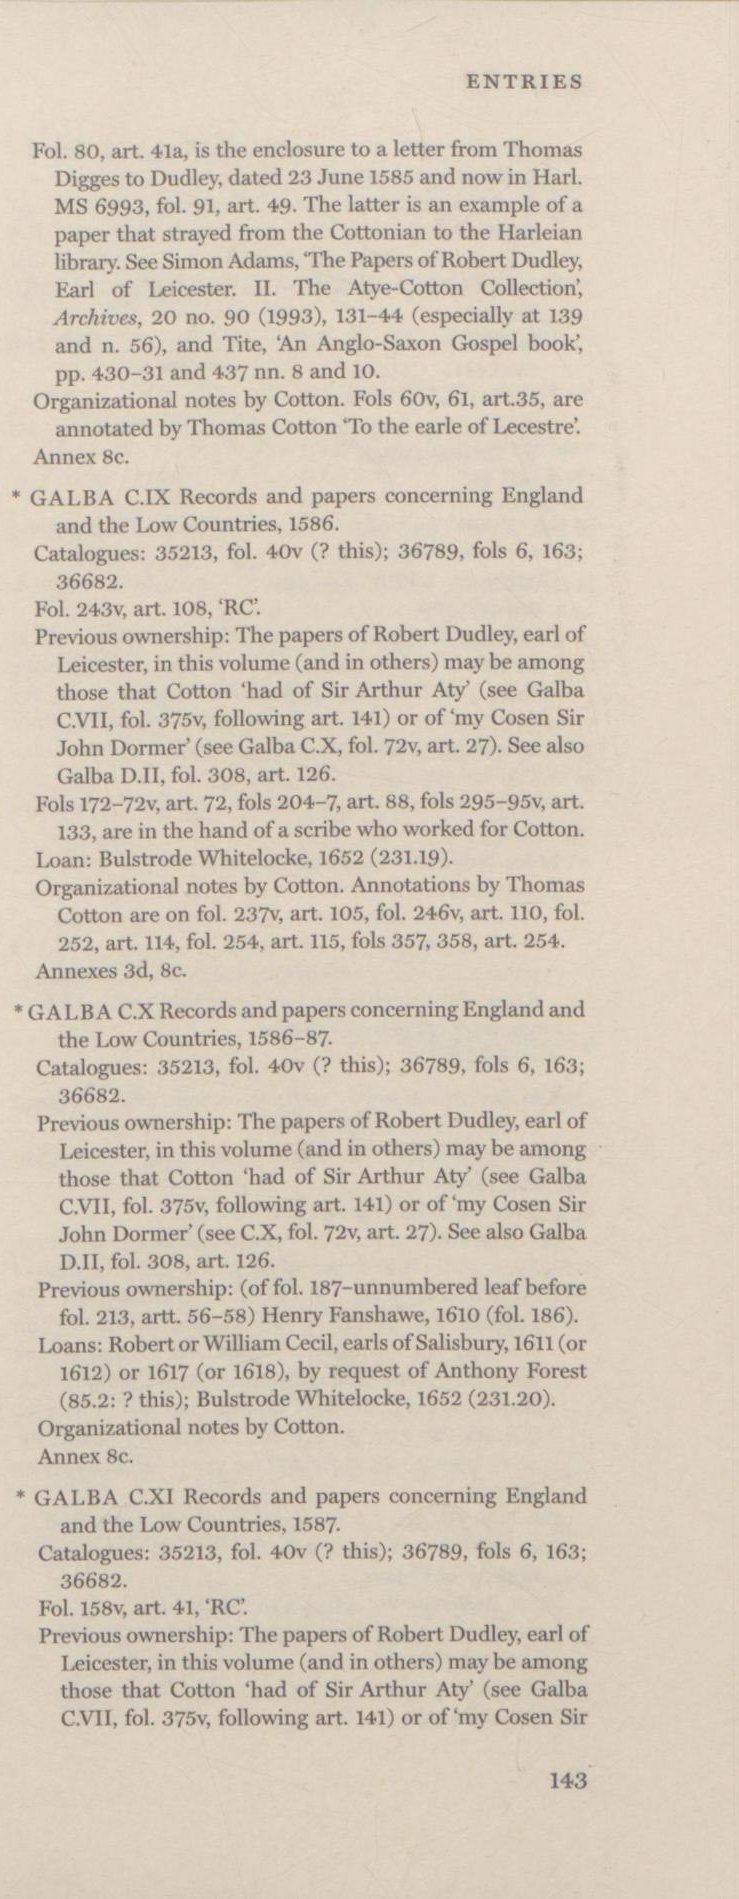 ENTRIES
Fol. 80, art. 41a, is the enclosure to a letter from Thomas
Digges to Dudley, dated 23 June 1585 and now in Harl.
MS 6993, fol. 91, art. 49. The latter is an example of a
paper that strayed from the Cottonian to the Harleian
library. See Simon Adams, 'The Papers of Robert Dudley,
Earl of Leicester. II. The Atye-Cotton Collection',
Archives, 20 no. 90 (1993), 131–44 (especially at 139
and n. 56), and Tite, 'An Anglo-Saxon Gospel book',
pp. 430–31 and 437 nn. 8 and 10.
Organizational notes by Cotton. Fols 60v, 61, art.35, are
annotated by Thomas Cotton 'To the earle of Lecestre'.
Annex 8c.
* GALBA C.IX Records and papers concerning England
and the Low Countries, 1586.
Catalogues: 35213, fol. 40v (? this); 36789, fols 6, 163;
36682.
Fol. 243v, art. 108, 'RC'.
Previous ownership: The papers of Robert Dudley, earl of
Leicester, in this volume (and in others) may be among
those that Cotton 'had of Sir Arthur Aty' (see Galba
C.VII, fol. 375v, following art. 141) or of 'my Cosen Sir
John Dormer' (see Galba C.X, fol. 72v, art. 27). See also
Galba D.II, fol. 308, art. 126.
Fols 172–72v, art. 72, fols 204–7, art. 88, fols 295–95v, art.
133, are in the hand of a scribe who worked for Cotton.
Loan: Bulstrode Whitelocke, 1652 (231.19).
Organizational notes by Cotton. Annotations by Thomas
Cotton are on fol. 237v, art. 105, fol. 246v, art. 110, fol.
252, art. 114, fol. 254, art. 115, fols 357, 358, art. 254.
Annexes 3d, 8c.
* GALBA C.X Records and papers concerning England and
the Low Countries, 1586–87.
Catalogues: 35213, fol. 40v (? this); 36789, fols 6, 163;
36682.
Previous ownership: The papers of Robert Dudley, earl of
Leicester, in this volume (and in others) may be among
those that Cotton 'had of Sir Arthur Aty' (see Galba
C.VII, fol. 375v, following art. 141) or of 'my Cosen Sir
John Dormer' (see C.X, fol. 72v, art. 27). See also Galba
D.II, fol. 308, art. 126.
Previous ownership: (of fol. 187–unnumbered leaf before
fol. 213, artt. 56–58) Henry Fanshawe, 1610 (fol. 186).
Loans: Robert or William Cecil, earls of Salisbury, 1611 (or
1612) or 1617 (or 1618), by request of Anthony Forest
(85.2: ? this); Bulstrode Whitelocke, 1652 (231.20).
Organizational notes by Cotton.
Annex 8c.
* GALBA C.XI Records and papers concerning England
and the Low Countries, 1587.
Catalogues: 35213, fol. 40v (? this); 36789, fols 6, 163;
36682.
Fol. 158v, art. 41, 'RC'.
Previous ownership: The papers of Robert Dudley, earl of
Leicester, in this volume (and in others) may be among
those that Cotton 'had of Sir Arthur Aty' (see Galba
C.VII, fol. 375v, following art. 141) or of 'my Cosen Sir
143